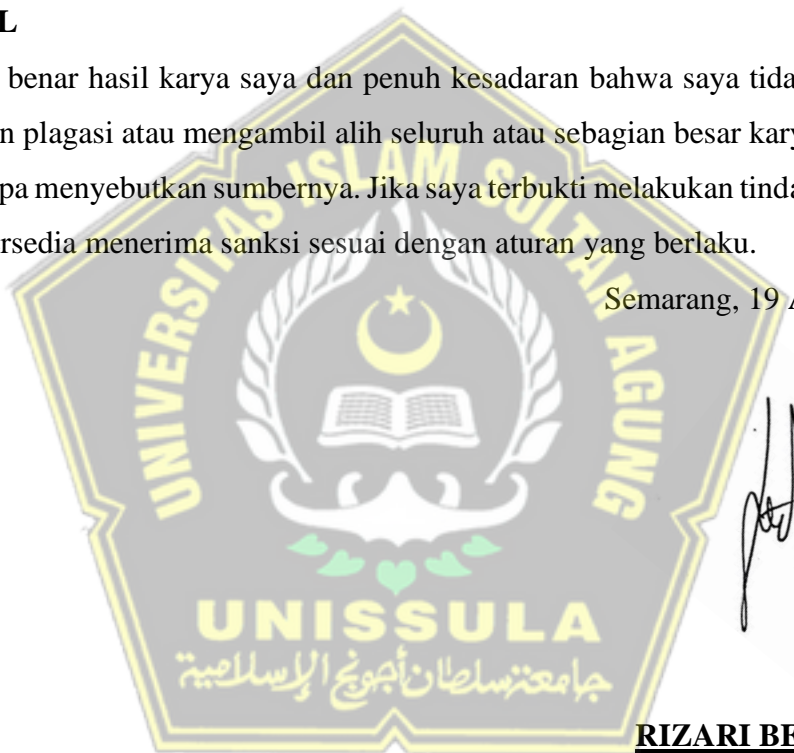 L
benar hasil karya saya dan penuh kesadaran bahwa saya tida
n plagasi atau mengambil alih seluruh atau sebagian besar kary
pa menyebutkan sumbernya. Jika saya terbukti melakukan tinda
ersedia menerima sanksi sesuai dengan aturan yang berlaku.
Semarang, 19 A
UNIVERSITAS ISLAM SULTAN AGUNG
UNISSULA
جامعة سلطان أجونج الإسلامية
RIZARI BE